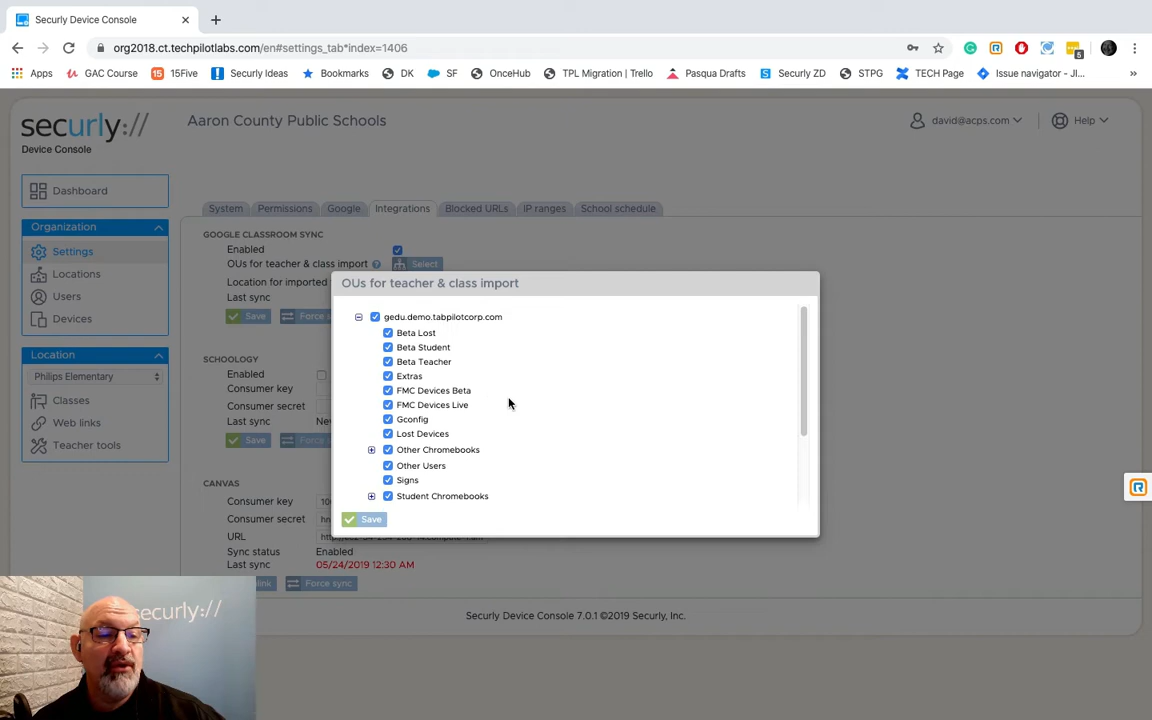 Securly Device Console
org2018.ct.techpilotlabs.com/en#settings_tab*index=1406
5
Apps GAC Course 15Five Securly Ideas Bookmarks DK SF OnceHub TPL Migration | Trello Pasqua Drafts Securly ZD STPG TECH Page Issue navigator - JI... »
securly://
Device Console
Aaron County Public Schools
david@acps.com
Help
Dashboard
Organization
Settings
Locations
Users
Devices
Location
Philips Elementary
Classes
Web links
Teacher tools
System Permissions Google Integrations Blocked URLs IP ranges School schedule
GOOGLE CLASSROOM SYNC
Enabled
OUs for teacher & class import ? Select
Location for imported
Last sync
Save Force
SCHOOLOGY
Enabled
Consumer key
Consumer secret
Last sync
Save Force
CANVAS
Consumer key
Consumer secret
URL
Sync status Enabled
Last sync 05/24/2019 12:30 AM
Force sync
OUs for teacher & class import
gedu.demo.tabpilotcorp.com
Beta Lost
Beta Student
Beta Teacher
Extras
FMC Devices Beta
FMC Devices Live
Gconfig
Lost Devices
Other Chromebooks
Other Users
Signs
Student Chromebooks
Save
Securly Device Console 7.0.1 ©2019 Securly, Inc.
securly://